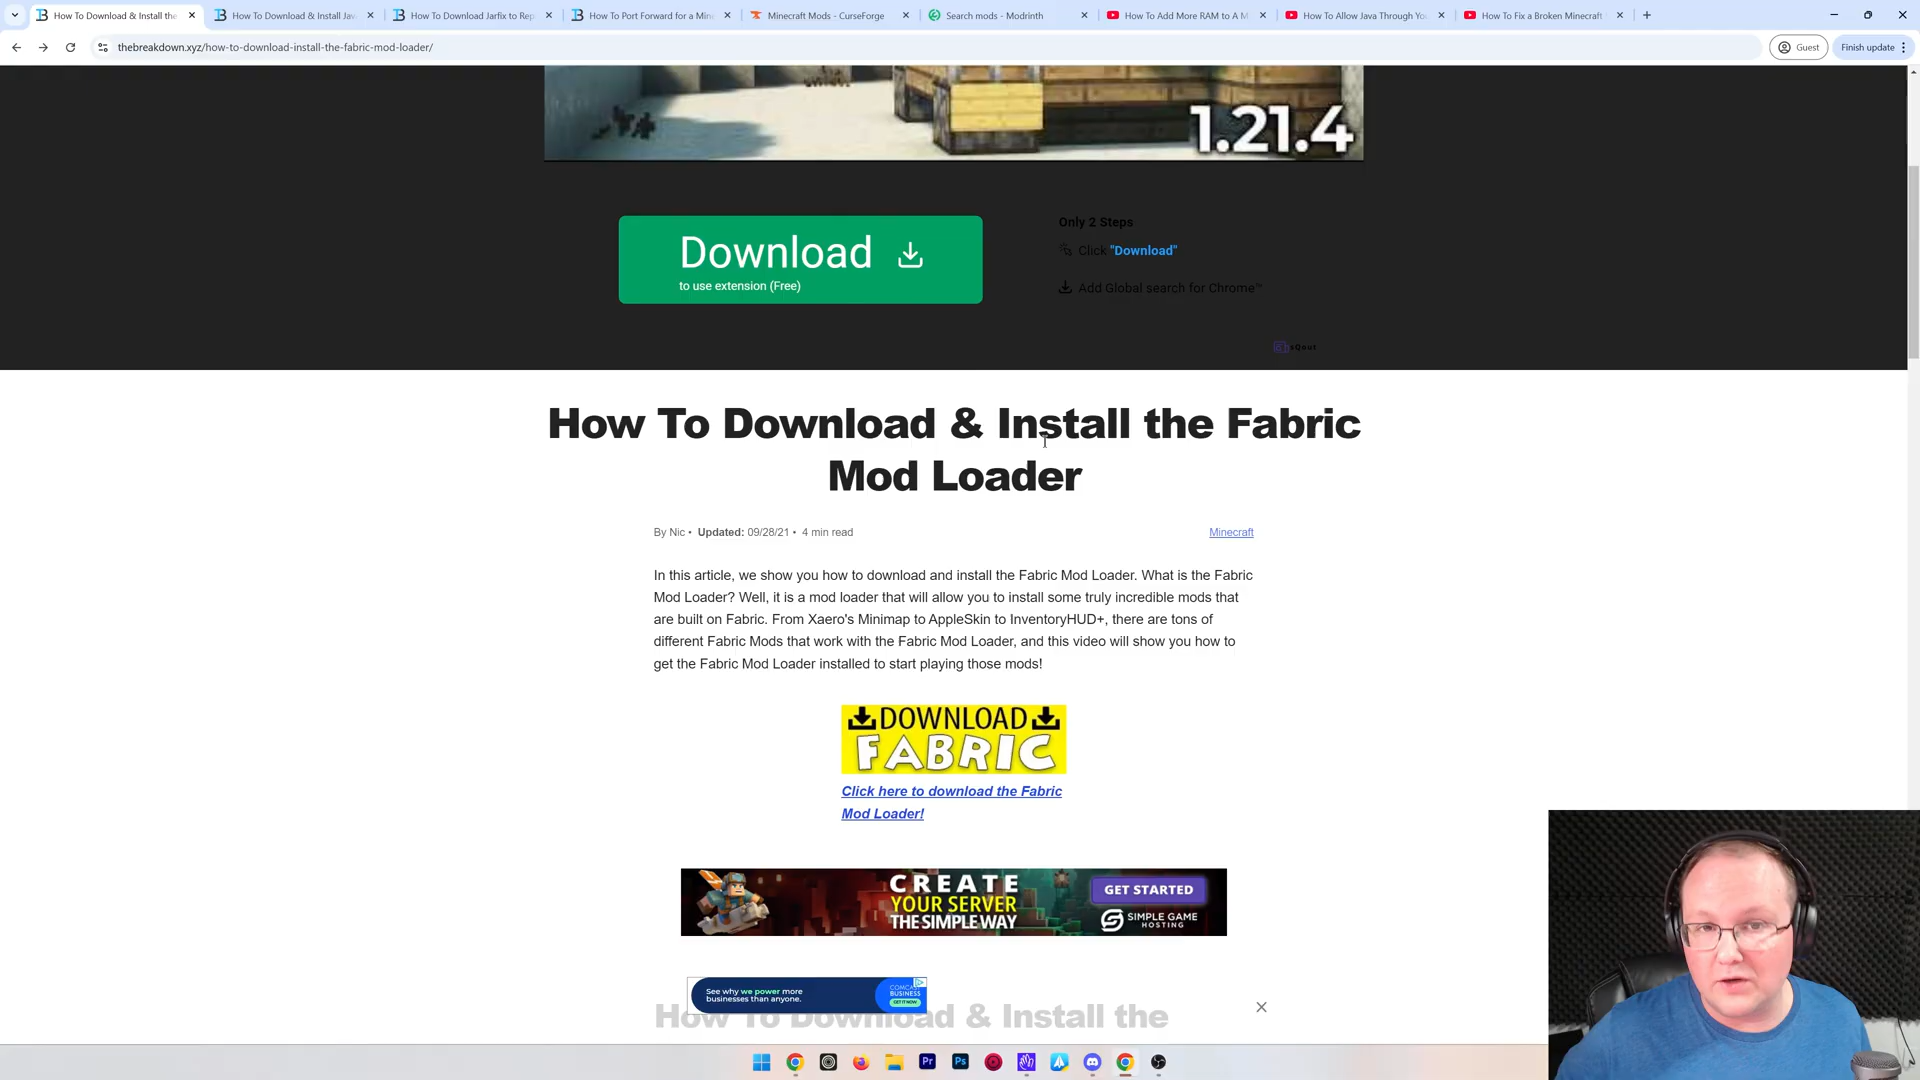 How To Download & Install the
How To Download & Install Jav
How To Download Jarfix to Rep
How To Port Forward for a Mine
Minecraft Mods - CurseForge
Search mods - Modrinth
How To Add More RAM to A M
How To Allow Java Through Yo
How To Fix a Broken Minecraft
thebreakdown.xyz/how-to-download-install-the-fabric-mod-loader/
Guest
Finish update
1.21.4
Download
to use extension (Free)
Only 2 Steps
Click "Download"
Add Global search for Chrome™
How To Download & Install the Fabric
Mod Loader
By Nic • Updated: 09/28/21 • 4 min read
Minecraft
In this article, we show you how to download and install the Fabric Mod Loader. What is the Fabric
Mod Loader? Well, it is a mod loader that will allow you to install some truly incredible mods that
are built on Fabric. From Xaero's Minimap to AppleSkin to InventoryHUD+, there are tons of
different Fabric Mods that work with the Fabric Mod Loader, and this video will show you how to
get the Fabric Mod Loader installed to start playing those mods!
DOWNLOAD
FABRIC
Click here to download the Fabric
Mod Loader!
CREATE
YOUR SERVER
THE SIMPLE WAY
GET STARTED
SIMPLE GAME
HOSTING
See why we power more
businesses than anyone.
COMCAST
BUSINESS
GET IT NOW
How To Download & Install the
Pr
Ps